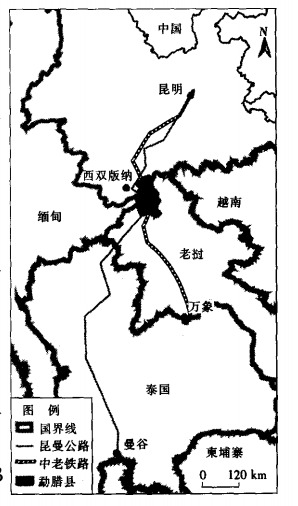 中国
N
昆明
西双版纳
越南
缅甸
老挝
万象
泰国
图 例
国界线
昆曼公路
中老铁路
勐腊县
曼谷
柬埔寨
0 120 km